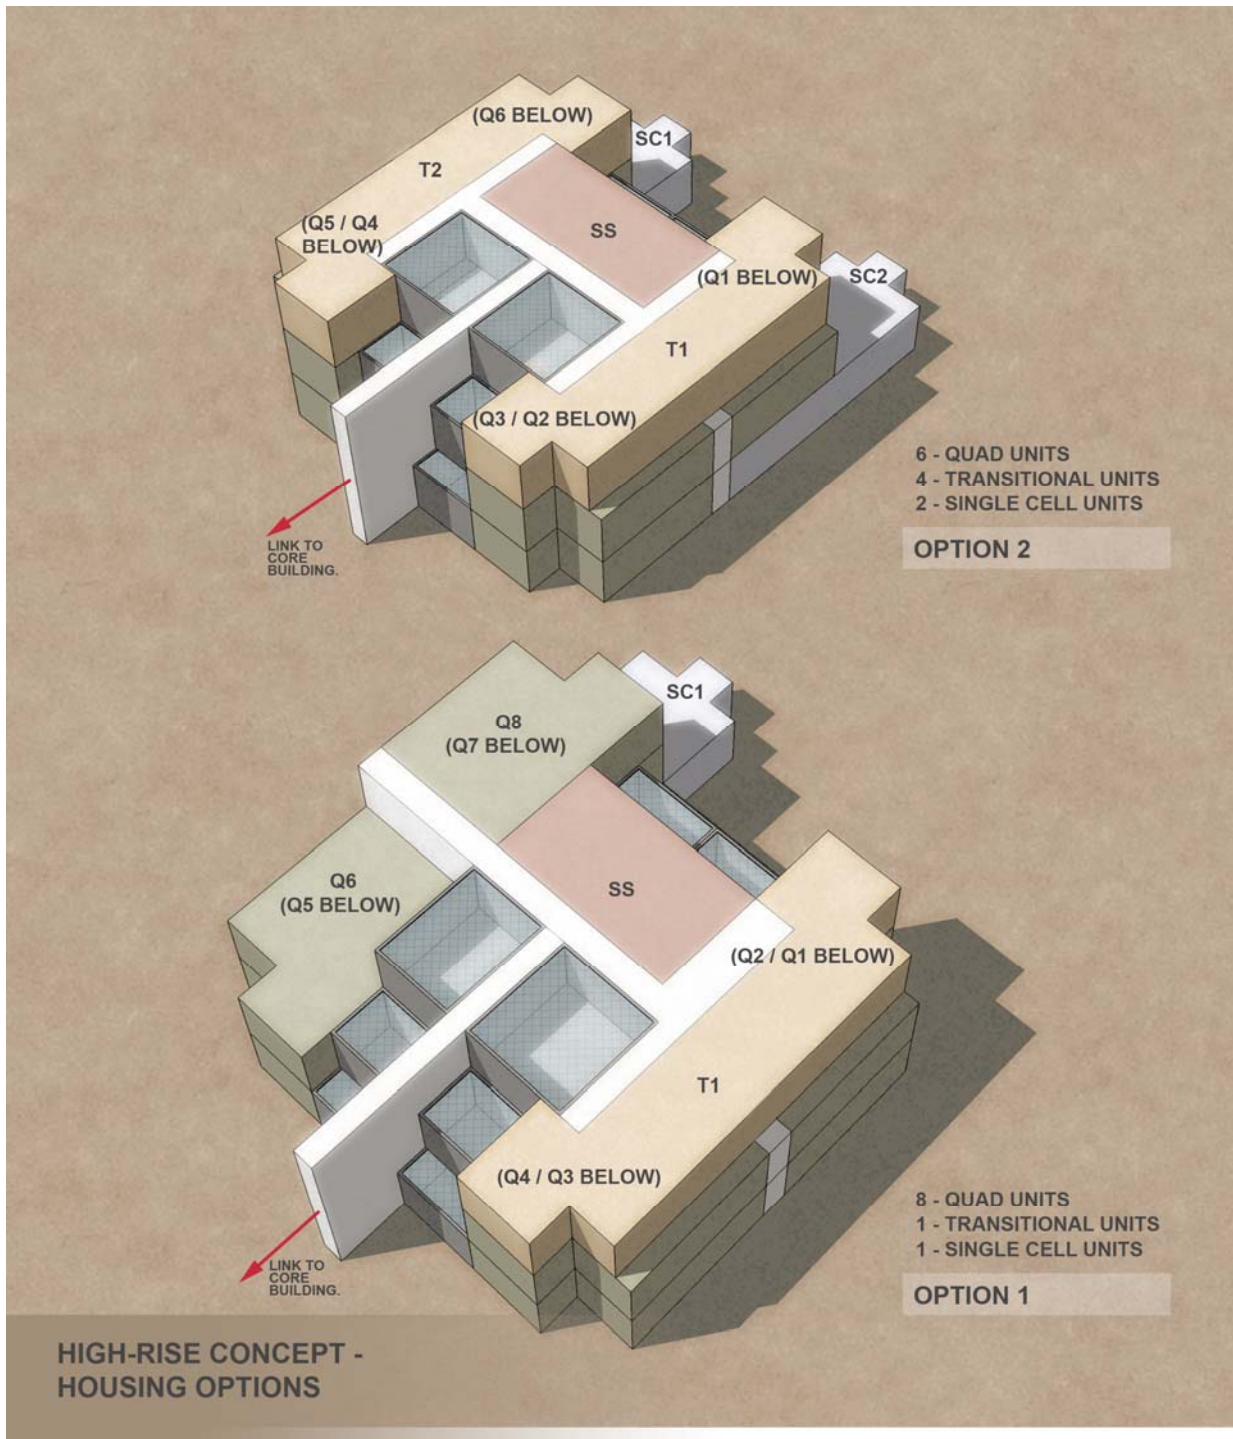 (Q6 BELOW)
SC1
T2
(Q5 / Q4
BELOW)
SS
(Q1 BELOW)
SC2
T1
(Q3 / Q2 BELOW)
LINK TO
CORE
BUILDING.
6 - QUAD UNITS
4 - TRANSITIONAL UNITS
2 - SINGLE CELL UNITS
OPTION 2
SC1
Q8
(Q7 BELOW)
Q6
(Q5 BELOW)
SS
(Q2 / Q1 BELOW)
T1
(Q4 / Q3 BELOW)
LINK TO
CORE
BUILDING.
8 - QUAD UNITS
1 - TRANSITIONAL UNITS
1 - SINGLE CELL UNITS
OPTION 1
HIGH-RISE CONCEPT -
HOUSING OPTIONS